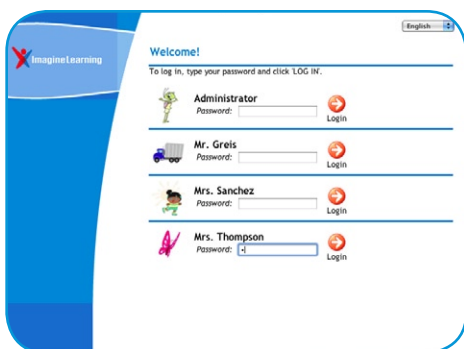 English
ImagineLearning
Welcome!
To log in, type your password and click 'LOG IN'.
Administrator
Password:
Login
Mr. Greis
Password:
Login
Mrs. Sanchez
Password:
Login
Mrs. Thompson
Password: •
Login